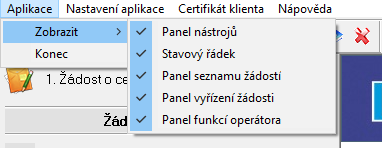 Aplikace Nastavení aplikace Certifikát klienta Nápověda
Zobrazit
Konec
Panel nástrojů
Stavový řádek
Panel seznamu žádostí
Panel vyřízení žádosti
Panel funkcí operátora
1. Žádost o ce
Žád